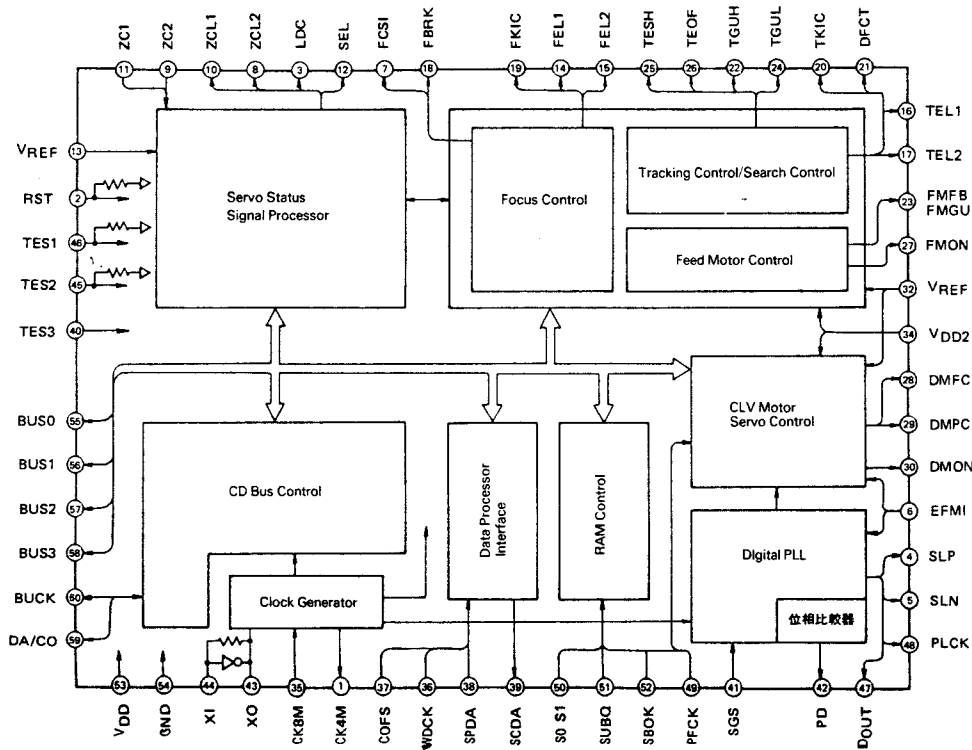 ZC1
ZC2
ZCL1
ZCL2
LDC
SEL
FCSI
FBRK
FKIC
FEL1
FEL2
TESH
TEOF
TGUH
TGUL
TKIC
DFCT
11
9
10
8
3
12
7
18
19
14
15
25
26
22
24
20
21
VREF
13
RST
2
TES1
46
TES2
45
TES3
40
BUS0
55
BUS1
56
BUS2
57
BUS3
58
BUCK
60
DA/CO
59
Servo Status
Signal Processor
Focus Control
Tracking Control/Search Control
Feed Motor Control
CD Bus Control
Clock Generator
Data Processor
Interface
RAM Control
CLV Motor
Servo Control
DIgital PLL
位相比較器
16
TEL1
17
TEL2
23
FMFB
FMGU
27
FMON
32
VREF
34
VDD2
28
DMFC
29
DMPC
30
DMON
6
EFMI
4
SLP
5
SLN
48
PLCK
53
54
44
43
35
1
37
36
38
39
50
51
52
49
41
42
47
VDD
GND
XI
XO
CK8M
CK4M
COFS
WDCK
SPDA
SCDA
S0 S1
SUBQ
SBOK
PFCK
SGS
PD
DOUT